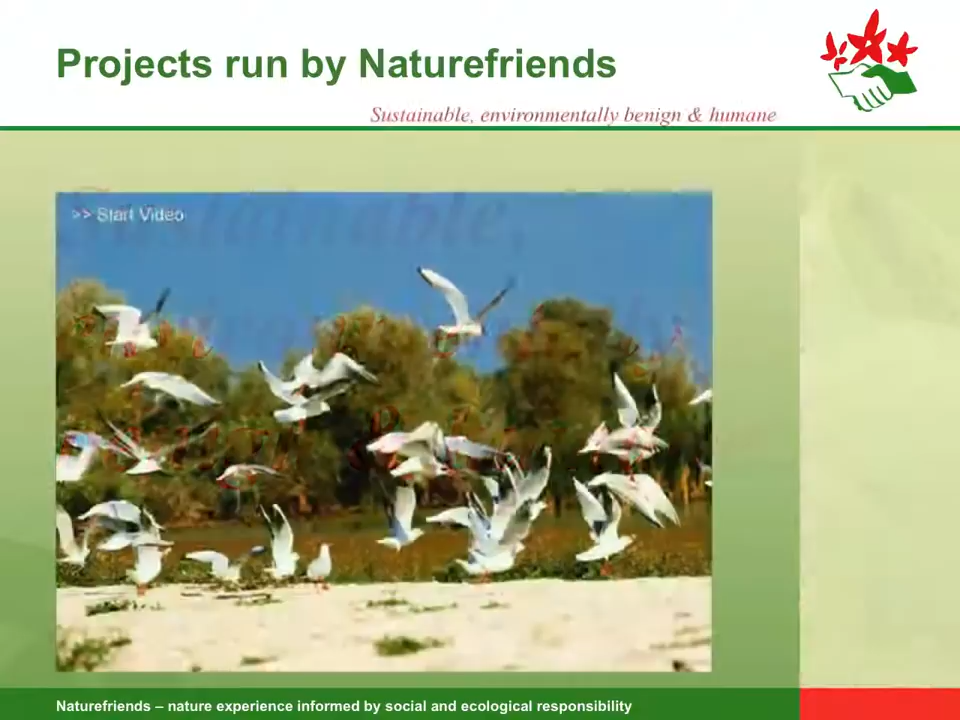 Projects run by Naturefriends
Sustainable, environmentally benign & humane
>> Start Video
Sustainable,
Naturefriends – nature experience informed by social and ecological responsibility